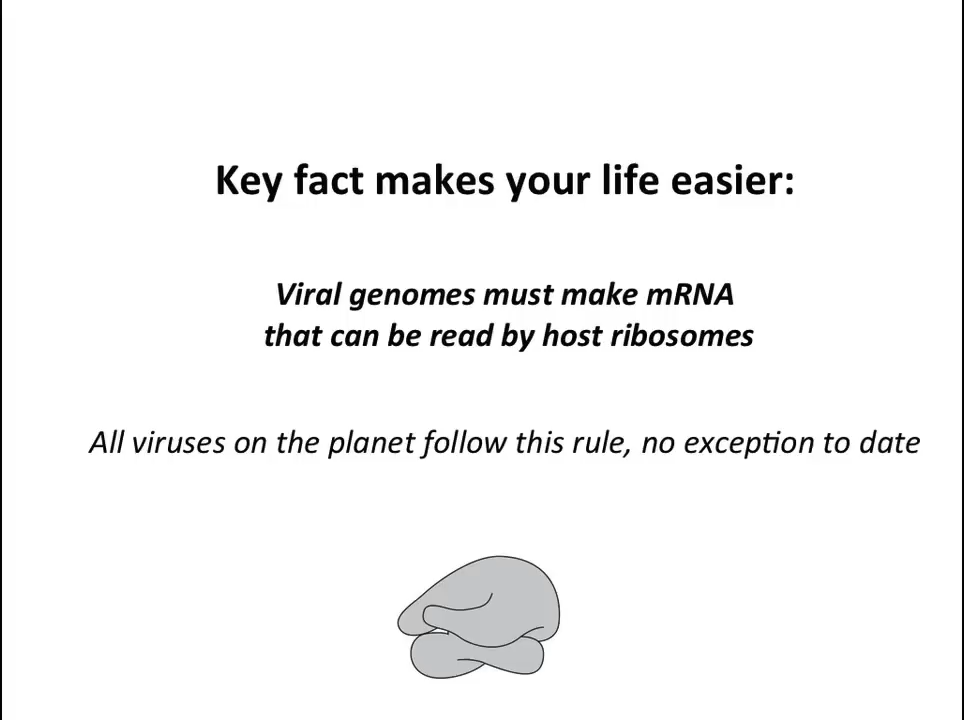 Key fact makes your life easier:
Viral genomes must make mRNA
that can be read by host ribosomes
All viruses on the planet follow this rule, no exception to date